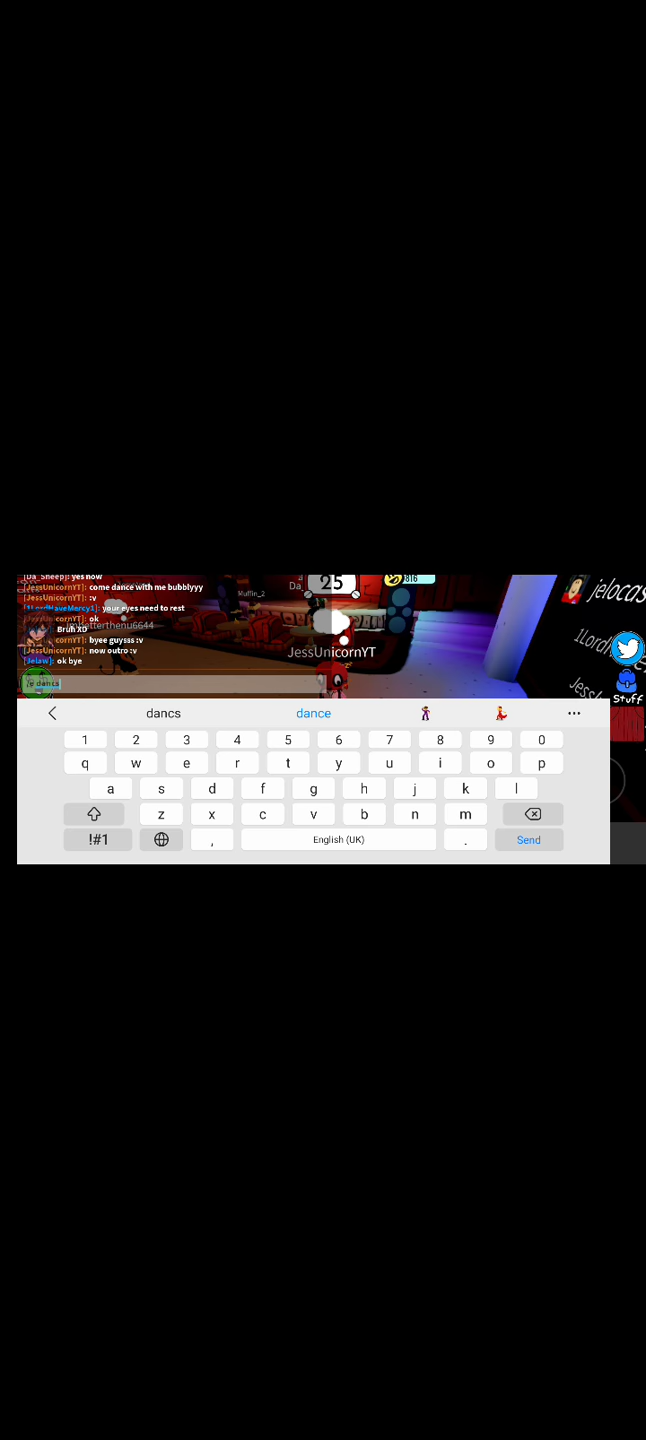 [Da_Sheep]: yes now
[JessUnicornYT]: come dance with me bubblyyy
[JessUnicornYT]: :v
[1LordHaveMercy1]: your eyes need to rest
ok
Bruh XD
cornYT]: byee guysss :v
[JessUnicornYT]: now outro :v
[Jelaw]: ok bye
/e dancs
Muffin_2
Da_
25
816
JessUnicornYT
jelocas
1Lord
Stuff
dancs dance
1 2 3 4 5 6 7 8 9 0
q w e r t y u i o p
a s d f g h j k l
z x c v b n m
!#1 , English (UK) . Send